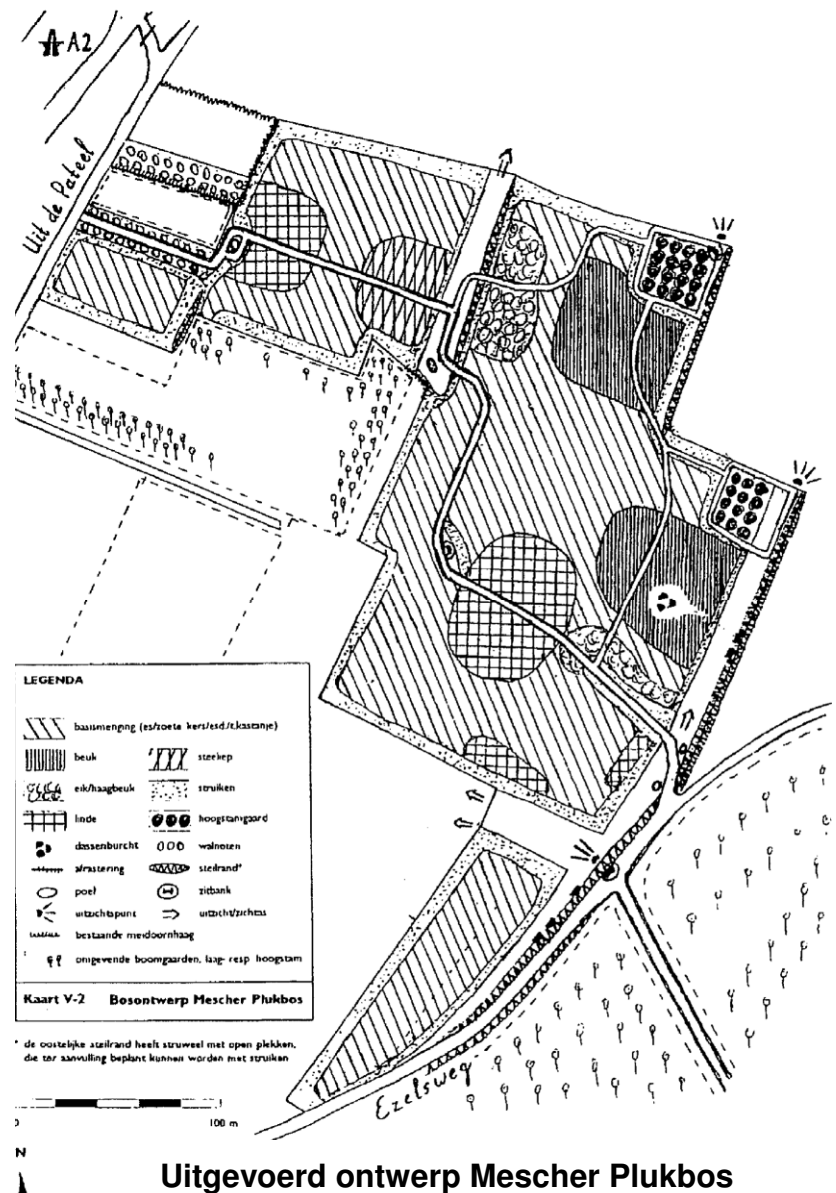 A2
Uit de Pateel
LEGENDA
basismenging (es/zoete kers/esd./t.kastanje)
beuk
steeleik
eik/haagbeuk
struiken
linde
hoogstamgaard
dassenburcht
walnoten
afrastering
steilrand*
poel
zitbank
uitzichtspunt
uitzicht/zichtas
bestaande meidoornhaag
omgevende boomgaarden, laag- resp. hoogstam
Kaart V-2 Bosontwerp Mescher Plukbos
* de oostelijke steilrand heeft struweel met open plekken,
die ter aanvulling beplant kunnen worden met struiken
0 100 m
Ezelsweg
N
Uitgevoerd ontwerp Mescher Plukbos